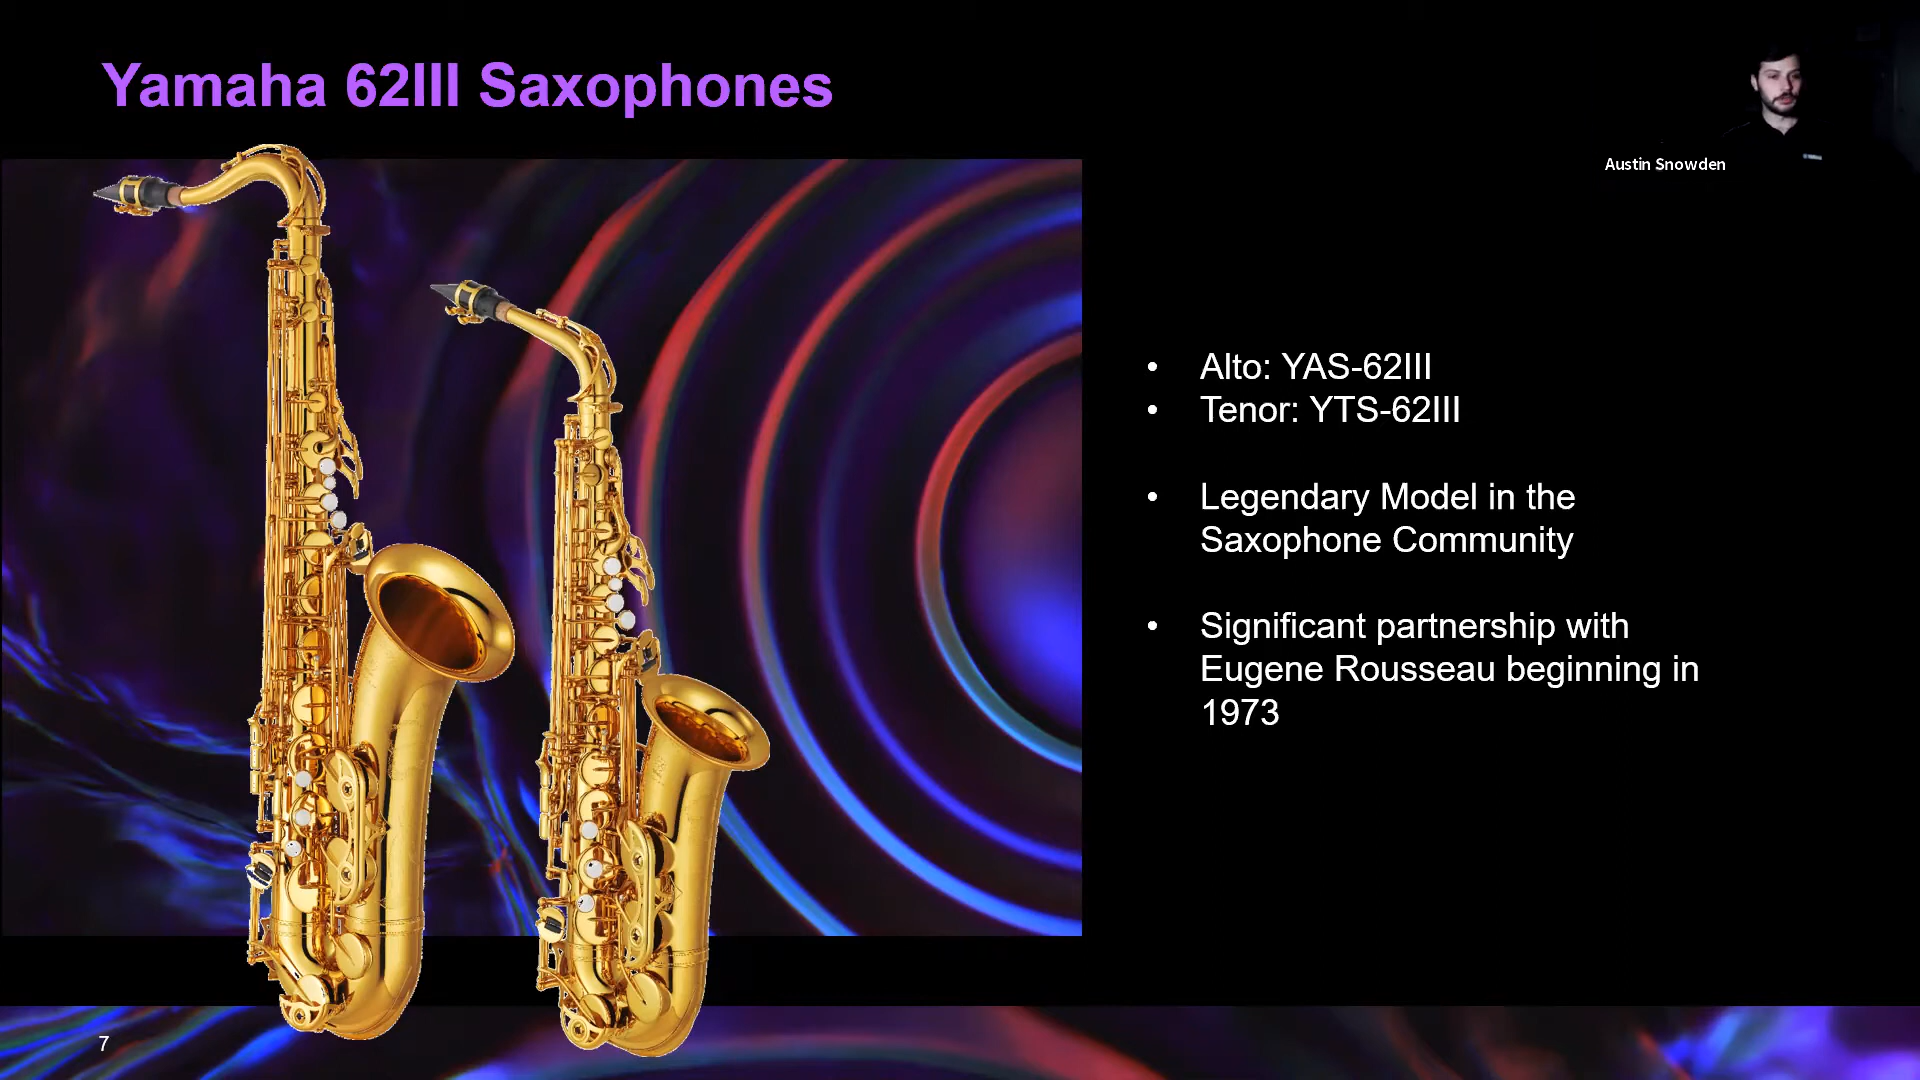 Yamaha 62III Saxophones
Austin Snowden
• Alto: YAS-62III
• Tenor: YTS-62III
• Legendary Model in the
Saxophone Community
• Significant partnership with
Eugene Rousseau beginning in
1973
7